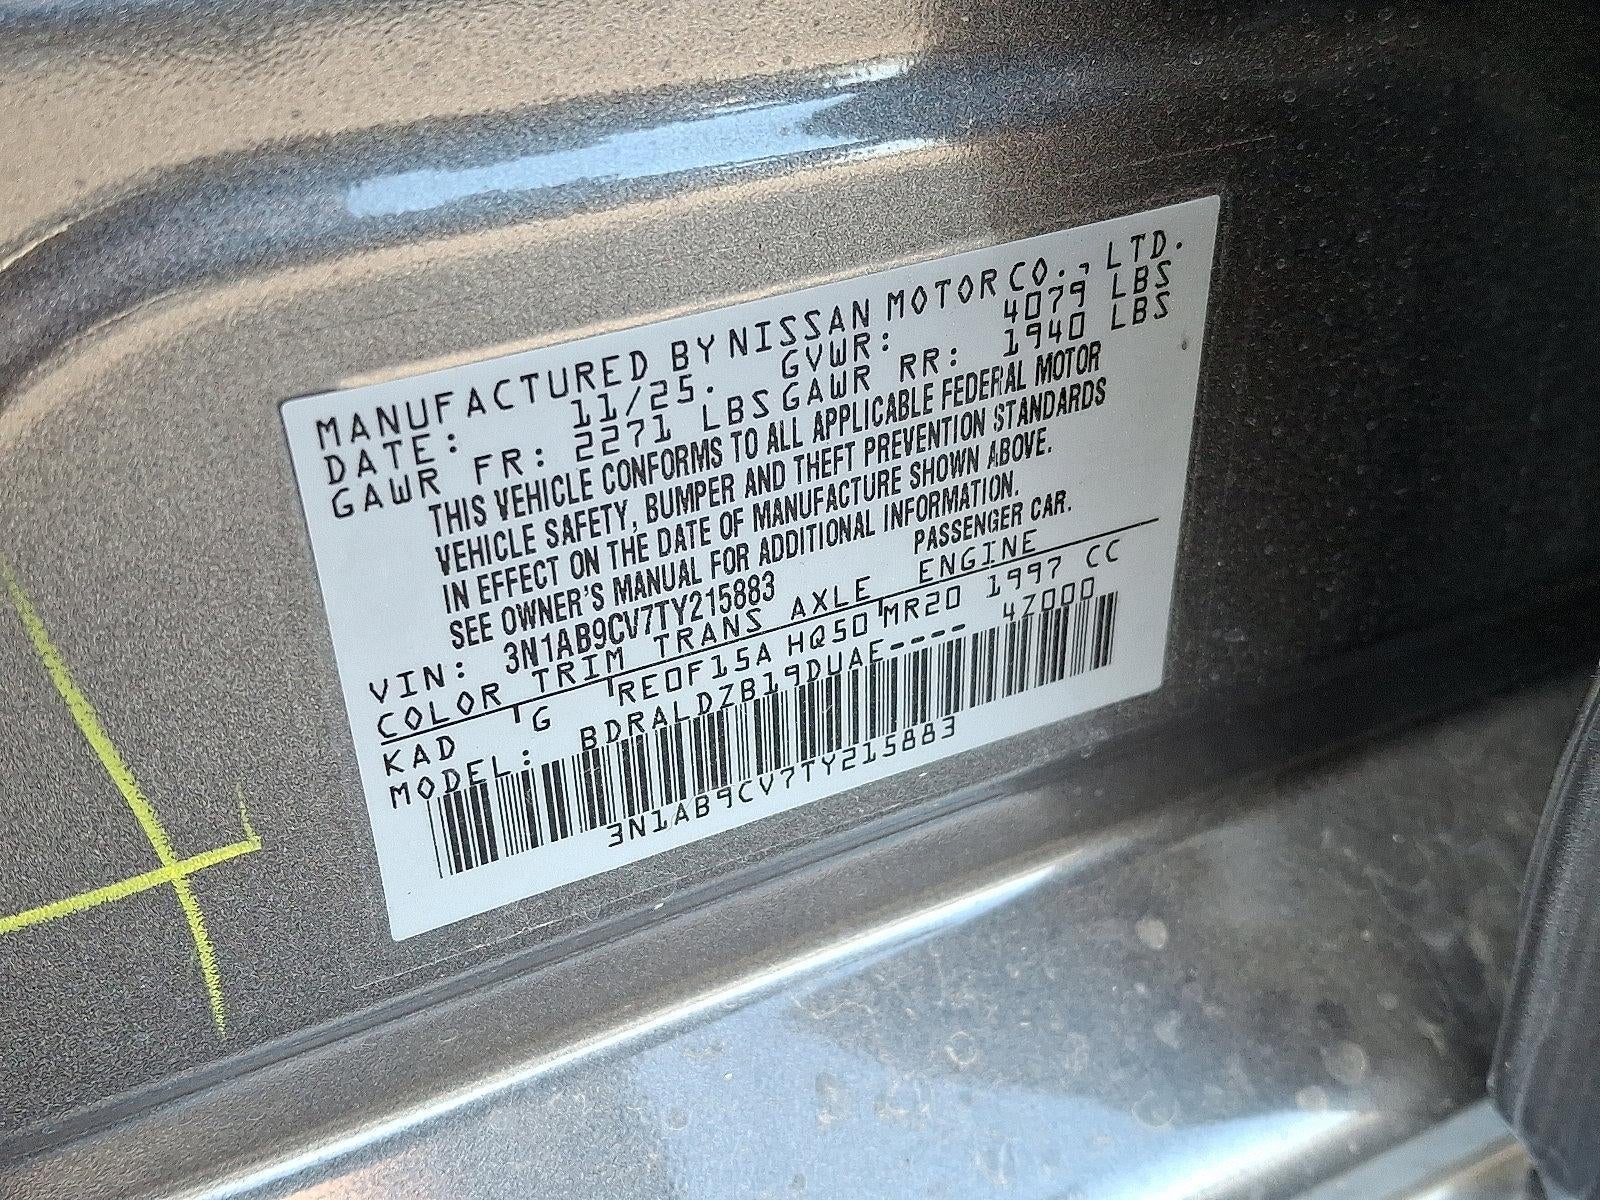 MANUFACTURED BY NISSAN MOTOR CO., LTD.
DATE: 11/25. GVWR: 4079 LBS
GAWR FR: 2271 LBS GAWR RR: 1940 LBS
THIS VEHICLE CONFORMS TO ALL APPLICABLE FEDERAL MOTOR
VEHICLE SAFETY, BUMPER AND THEFT PREVENTION STANDARDS
IN EFFECT ON THE DATE OF MANUFACTURE SHOWN ABOVE.
SEE OWNER'S MANUAL FOR ADDITIONAL INFORMATION.
VIN: 3N1AB9CV7TY215883 PASSENGER CAR.
COLOR TRIM TRANS AXLE ENGINE
KAD G RE0F15A HQ50 MR20 1997 CC
MODEL: BDRALDZB19DUAE---- 4Z000
3N1AB9CV7TY215883